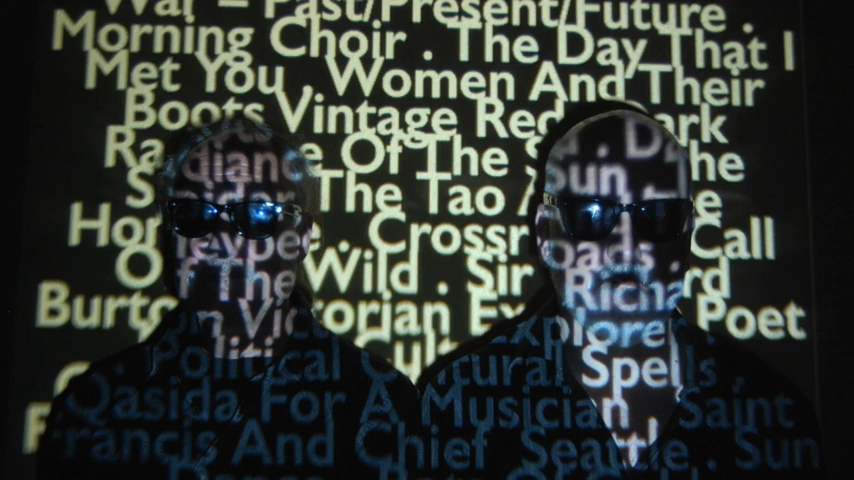 War – Past/Present/Future .
Morning Choir . The Day That I
Met You . Women And Their
Boots Vintage Red . Dark
Radiance Of The Sun . The
Spider . The Tao
Honeypee . Crossroads . Call
Of The Wild . Sir Richard
Burton Victorian Explorer Poet
. Political Cultural Spells .
Qasida For A Musician . Saint
Francis And Chief Seattle . Sun
Dance